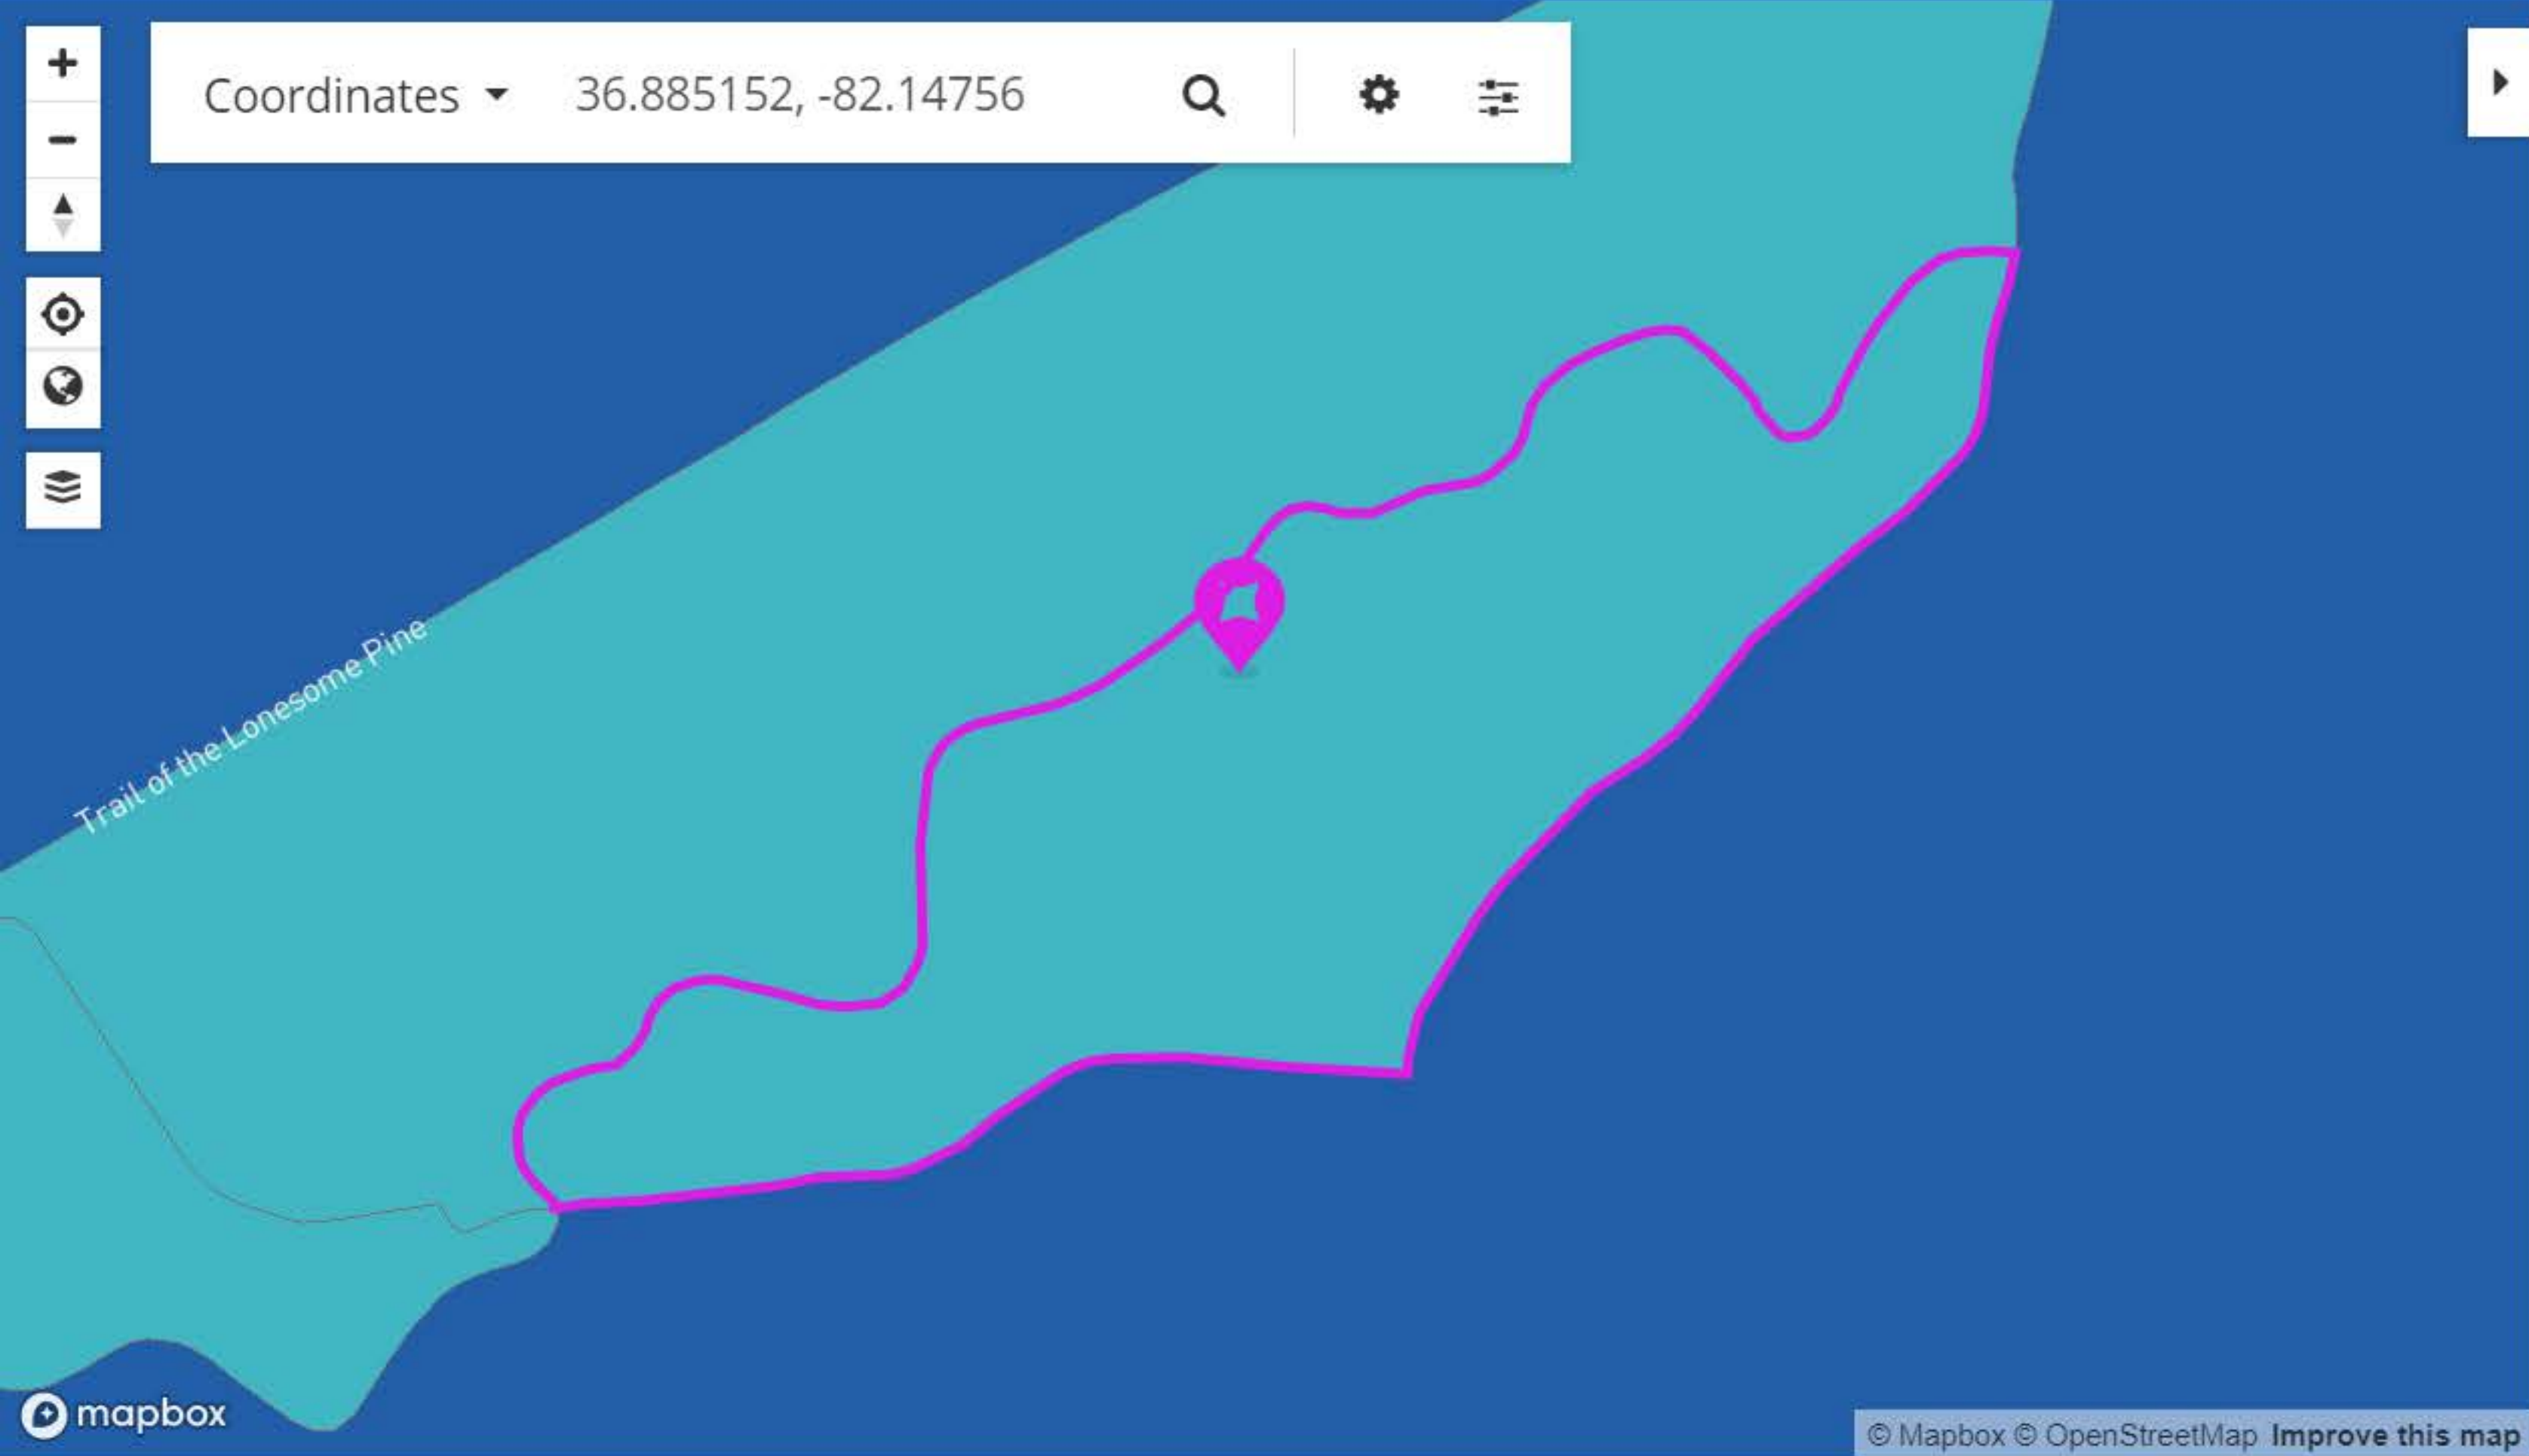 Coordinates 36.885152, -82.14756
Trail of the Lonesome Pine
mapbox
© Mapbox © OpenStreetMap Improve this map